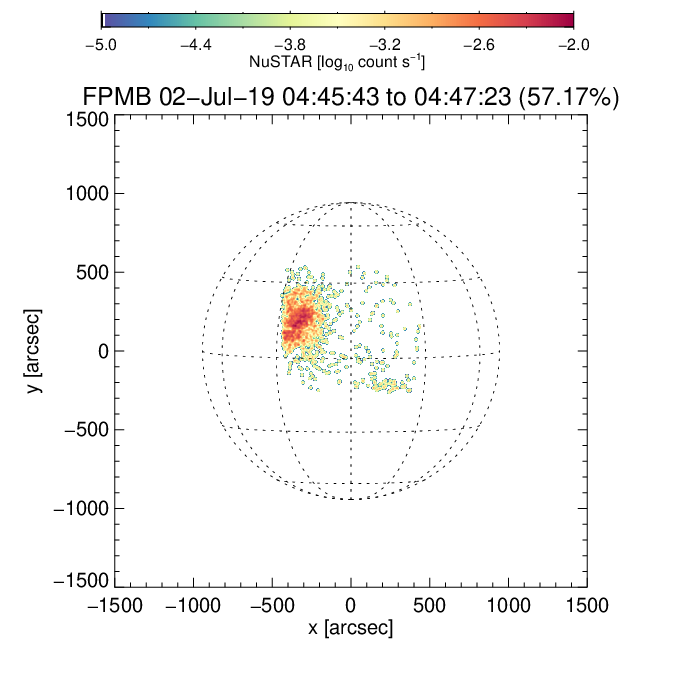 −5.0 −4.4 −3.8 −3.2 −2.6 −2.0
NuSTAR [log₁₀ count s⁻¹]
FPMB 02−Jul−19 04:45:43 to 04:47:23 (57.17%)
1500
1000
500
0
−500
−1000
−1500
y [arcsec]
−1500 −1000 −500 0 500 1000 1500
x [arcsec]